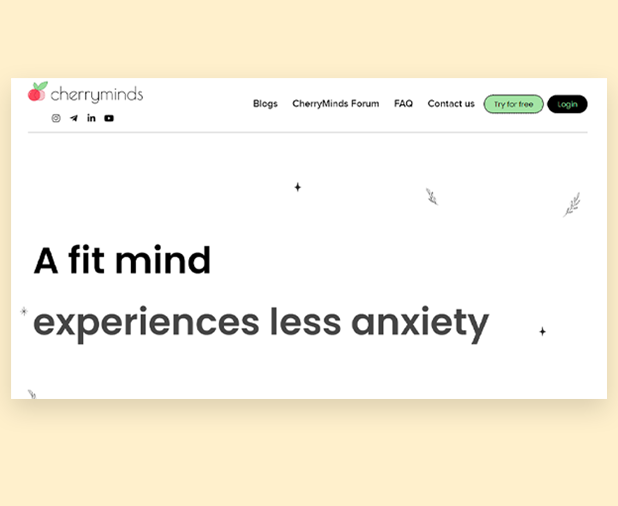 cherryminds
Blogs CherryMinds Forum FAQ Contact us Try for free Login
A fit mind
experiences less anxiety